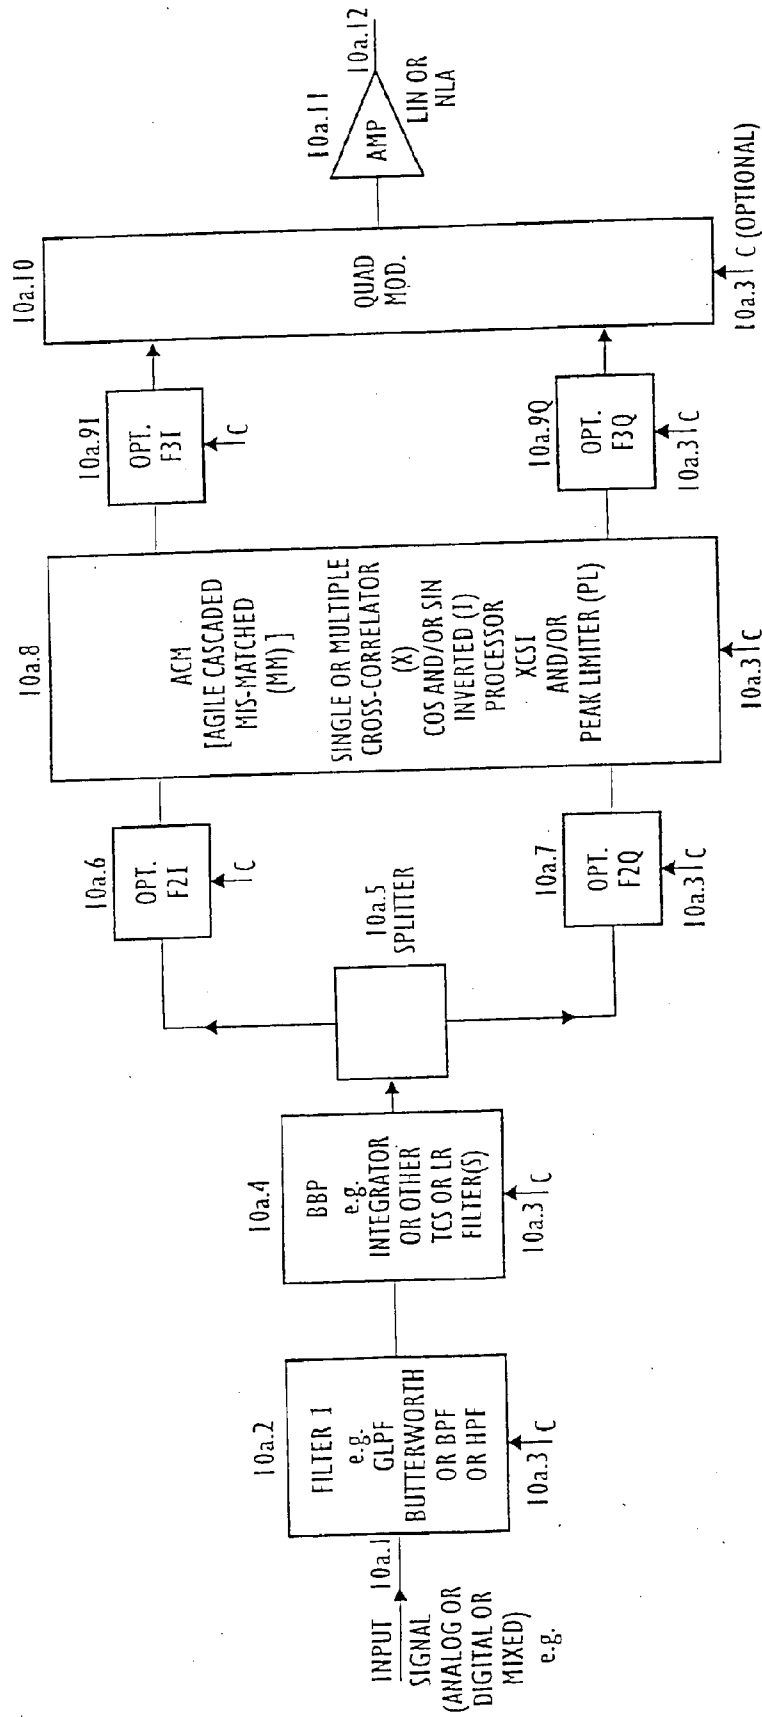 10a.1
INPUT
SIGNAL
(ANALOG OR
DIGITAL OR
MIXED)
e.g.
10a.2
FILTER 1
e.g.
GLPF
BUTTERWORTH
OR BPF
OR HPF
10a.3 | C
10a.4
BBP
e.g.
INTEGRATOR
OR OTHER
TCS OR LR
FILTER(S)
10a.3 | C
10a.5
SPLITTER
10a.6
OPT.
F2I
| C
10a.7
OPT.
F2Q
10a.3 | C
10a.8
ACM
[AGILE CASCADED
MIS-MATCHED
(MM) ]
SINGLE OR MULTIPLE
CROSS-CORRELATOR
(X)
COS AND/OR SIN
INVERTED (I)
PROCESSOR
XCSI
AND/OR
PEAK LIMITER (PL)
10a.3 | C
10a.9I
OPT.
F3I
| C
10a.9Q
OPT.
F3Q
10a.3 | C
10a.10
QUAD
MOD.
10a.3 | C (OPTIONAL)
10a.11
AMP
LIN OR
NLA
10a.12